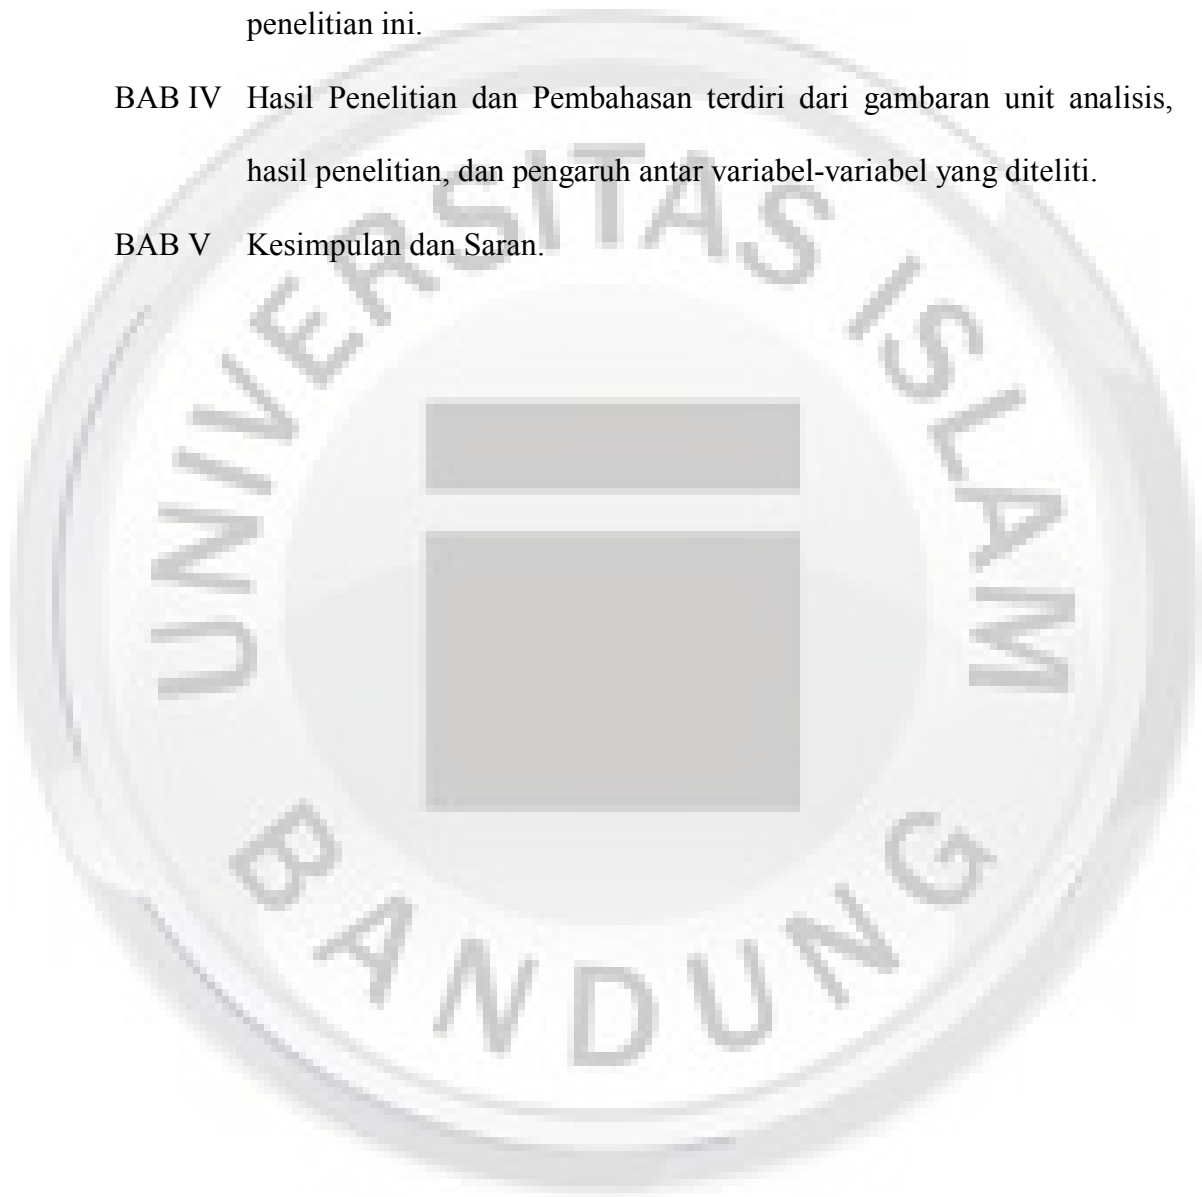 penelitian ini.
BAB IV Hasil Penelitian dan Pembahasan terdiri dari gambaran unit analisis,
hasil penelitian, dan pengaruh antar variabel-variabel yang diteliti.
BAB V Kesimpulan dan Saran.
UNIVERSITAS ISLAM
BANDUNG